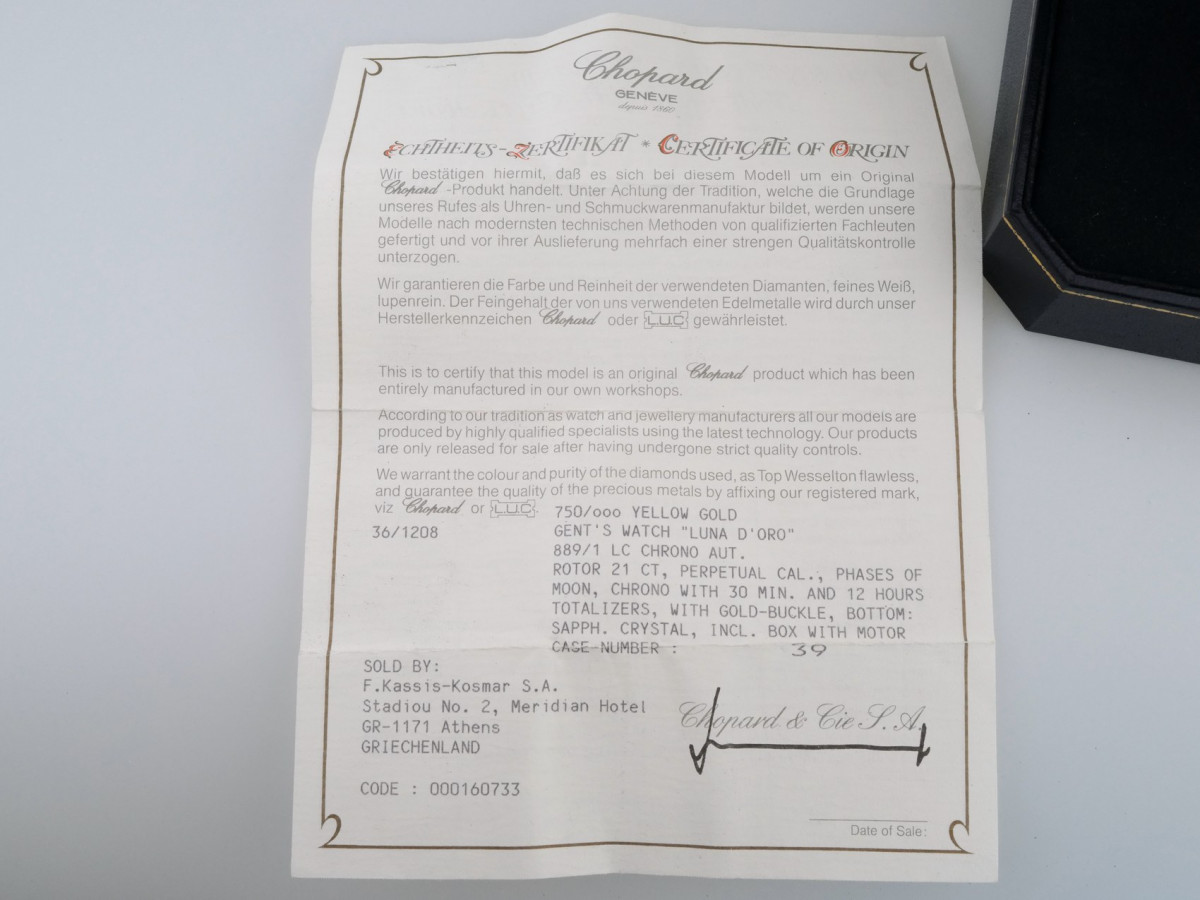 Chopard
GENÈVE
depuis 1860
ECHTHEITS-ZERTIFIKAT * CERTIFICATE OF ORIGIN
Wir bestätigen hiermit, daß es sich bei diesem Modell um ein Original
Chopard -Produkt handelt. Unter Achtung der Tradition, welche die Grundlage
unseres Rufes als Uhren- und Schmuckwarenmanufaktur bildet, werden unsere
Modelle nach modernsten technischen Methoden von qualifizierten Fachleuten
gefertigt und vor ihrer Auslieferung mehrfach einer strengen Qualitätskontrolle
unterzogen.
Wir garantieren die Farbe und Reinheit der verwendeten Diamanten, feines Weiß,
lupenrein. Der Feingehalt der von uns verwendeten Edelmetalle wird durch unser
Herstellerkennzeichen Chopard oder L.U.C gewährleistet.
This is to certify that this model is an original Chopard product which has been
entirely manufactured in our own workshops.
According to our tradition as watch and jewellery manufacturers all our models are
produced by highly qualified specialists using the latest technology. Our products
are only released for sale after having undergone strict quality controls.
We warrant the colour and purity of the diamonds used, as Top Wesselton flawless,
and guarantee the quality of the precious metals by affixing our registered mark,
viz Chopard or L.U.C.
750/ooo YELLOW GOLD
36/1208 GENT'S WATCH "LUNA D'ORO"
889/1 LC CHRONO AUT.
ROTOR 21 CT, PERPETUAL CAL., PHASES OF
MOON, CHRONO WITH 30 MIN. AND 12 HOURS
TOTALIZERS, WITH GOLD-BUCKLE, BOTTOM:
SAPPH. CRYSTAL, INCL. BOX WITH MOTOR
CASE-NUMBER : 39
SOLD BY:
F.Kassis-Kosmar S.A.
Stadiou No. 2, Meridian Hotel
GR-1171 Athens
GRIECHENLAND
Chopard & Cie S.A.
CODE : 000160733
Date of Sale: